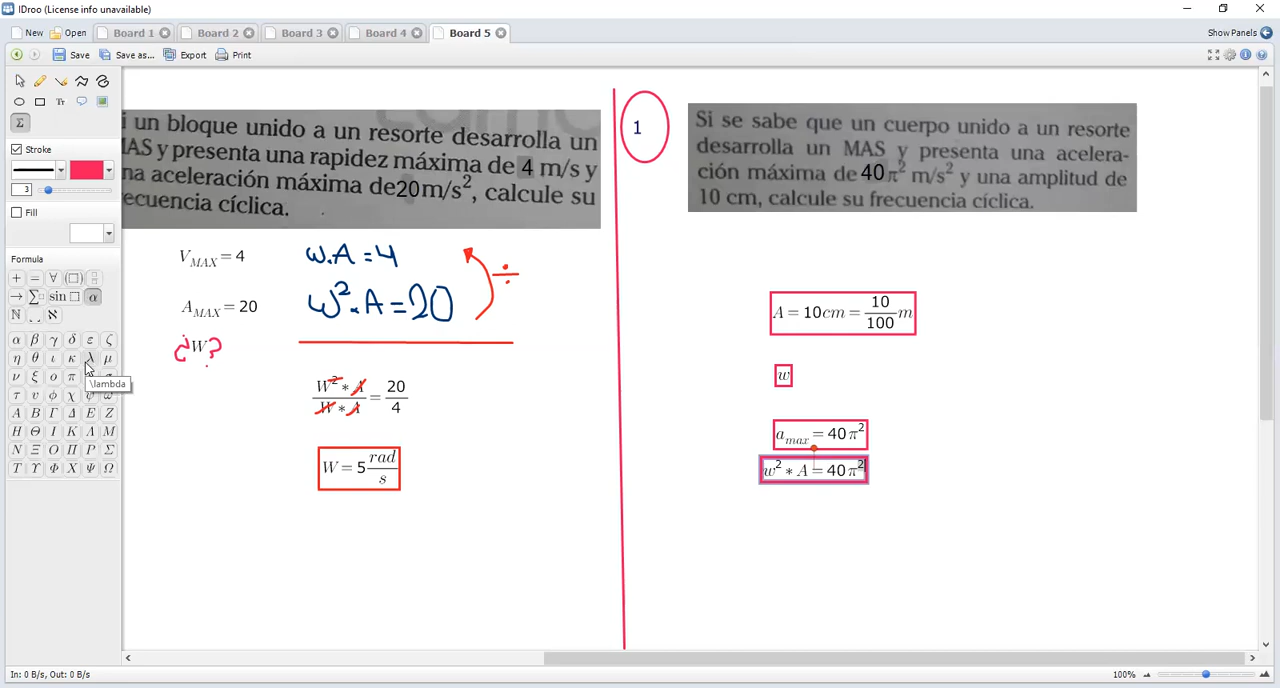 IDroo (License info unavailable)
New Open Board 1 Board 2 Board 3 Board 4 Board 5 Show Panels
Save Save as... Export Print
Tт
Σ
Stroke
3
Fill
Formula
+ = ∀ (□)
→ Σ□ sin □ α
ℕ ℵ
α β γ δ ε ζ
η θ ι κ λ μ
ν ξ ο π
\lambda
τ υ φ χ ψ ω
A B Γ Δ E Z
H Θ I K Λ M
N Ξ O Π P Σ
T Υ Φ X Ψ Ω
i un bloque unido a un resorte desarrolla un
MAS y presenta una rapidez máxima de 4 m/s y
na aceleración máxima de 20 m/s², calcule su
ecuencia cíclica.
V_MAX = 4
ω.A = 4
÷
A_MAX = 20
ω².A = 20
¿W?
W² * A / W * A = 20 / 4
W = 5 rad/s
1
Si se sabe que un cuerpo unido a un resorte
desarrolla un MAS y presenta una acelera-
ción máxima de 40π² m/s² y una amplitud de
10 cm, calcule su frecuencia cíclica.
A = 10cm = 10/100 m
w
a_max = 40π²
w² * A = 40π²
In: 0 B/s, Out: 0 B/s
100%